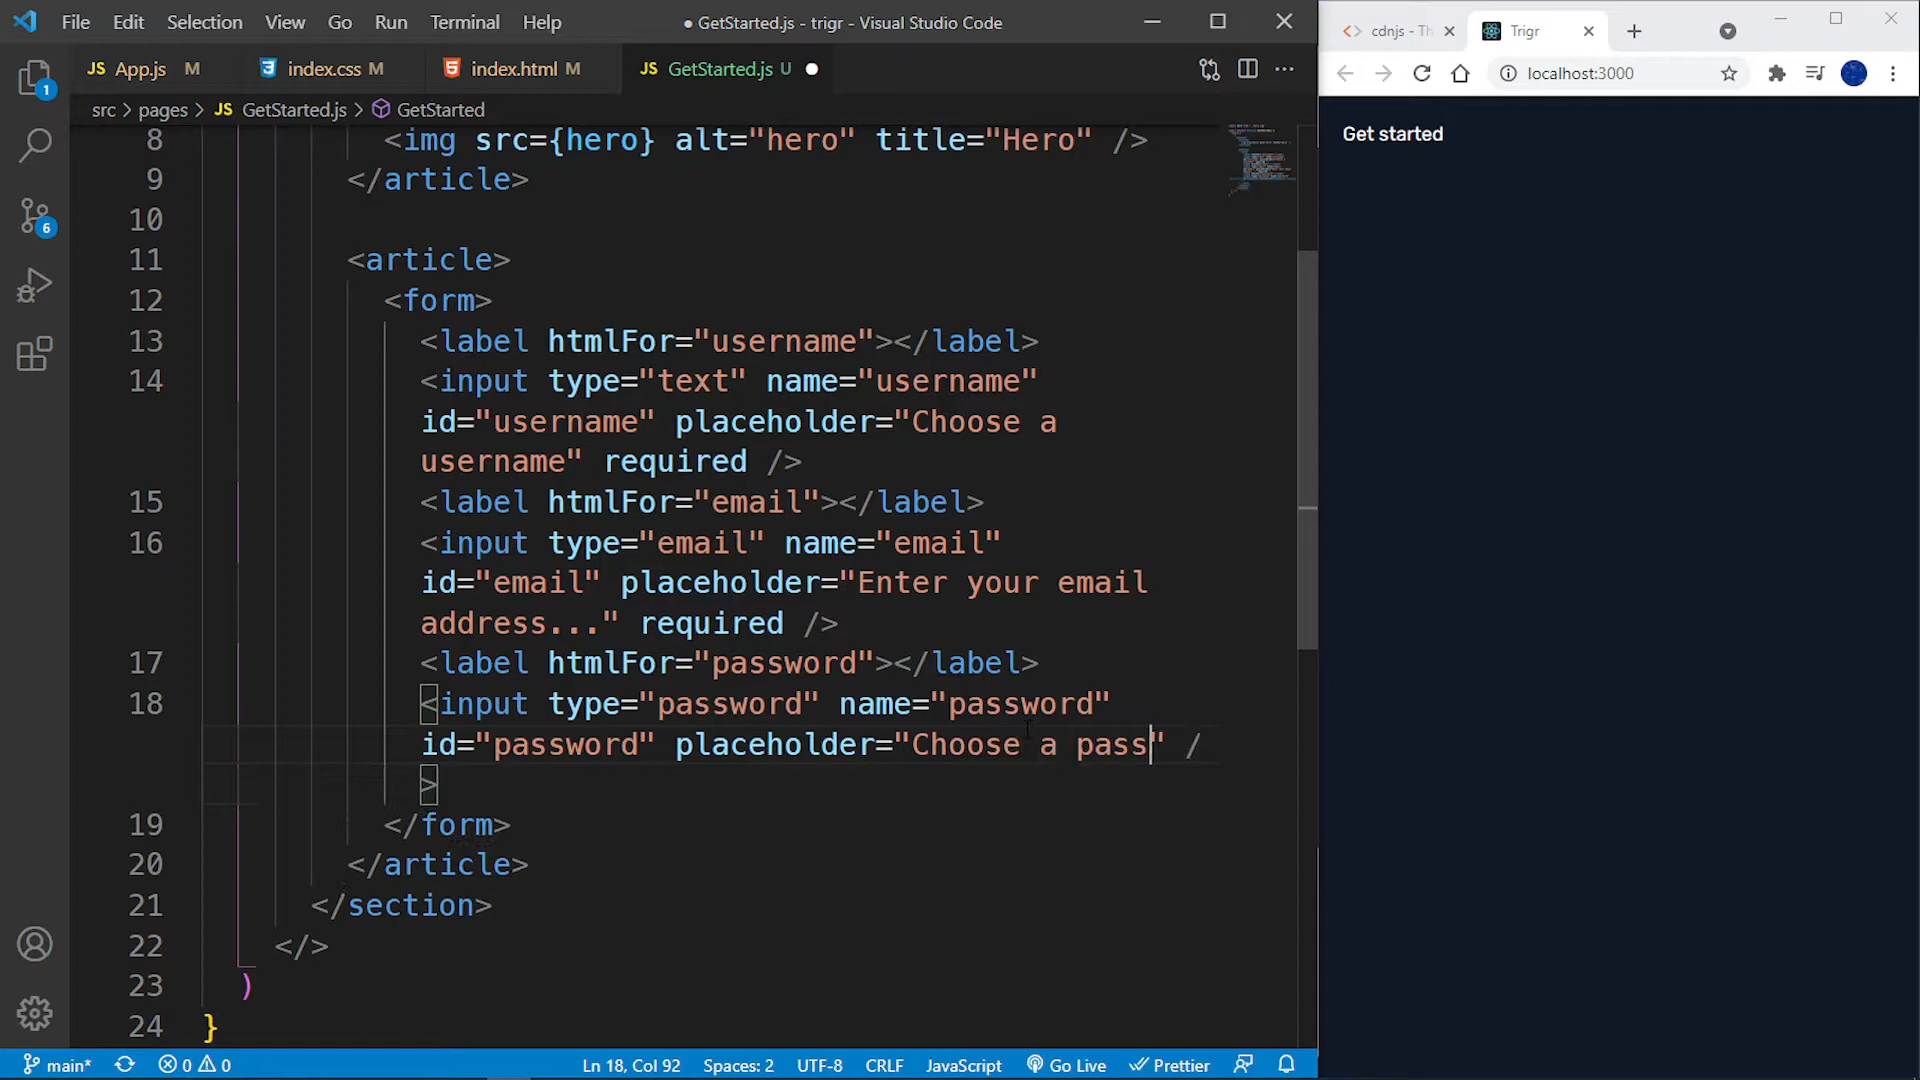 File Edit Selection View Go Run Terminal Help
● GetStarted.js - trigr - Visual Studio Code
JS App.js M
index.css M
index.html M
JS GetStarted.js U ●
src > pages > JS GetStarted.js > GetStarted
8 <img src={hero} alt="hero" title="Hero" />
9 </article>
10
11 <article>
12 <form>
13 <label htmlFor="username"></label>
14 <input type="text" name="username"
id="username" placeholder="Choose a
username" required />
15 <label htmlFor="email"></label>
16 <input type="email" name="email"
id="email" placeholder="Enter your email
address..." required />
17 <label htmlFor="password"></label>
18 <input type="password" name="password"
id="password" placeholder="Choose a pass" /
>
19 </form>
20 </article>
21 </section>
22 </>
23 )
24 }
1
6
main* 0 0 Ln 18, Col 92 Spaces: 2 UTF-8 CRLF JavaScript Go Live Prettier
cdnjs - Th
Trigr
localhost:3000
Get started